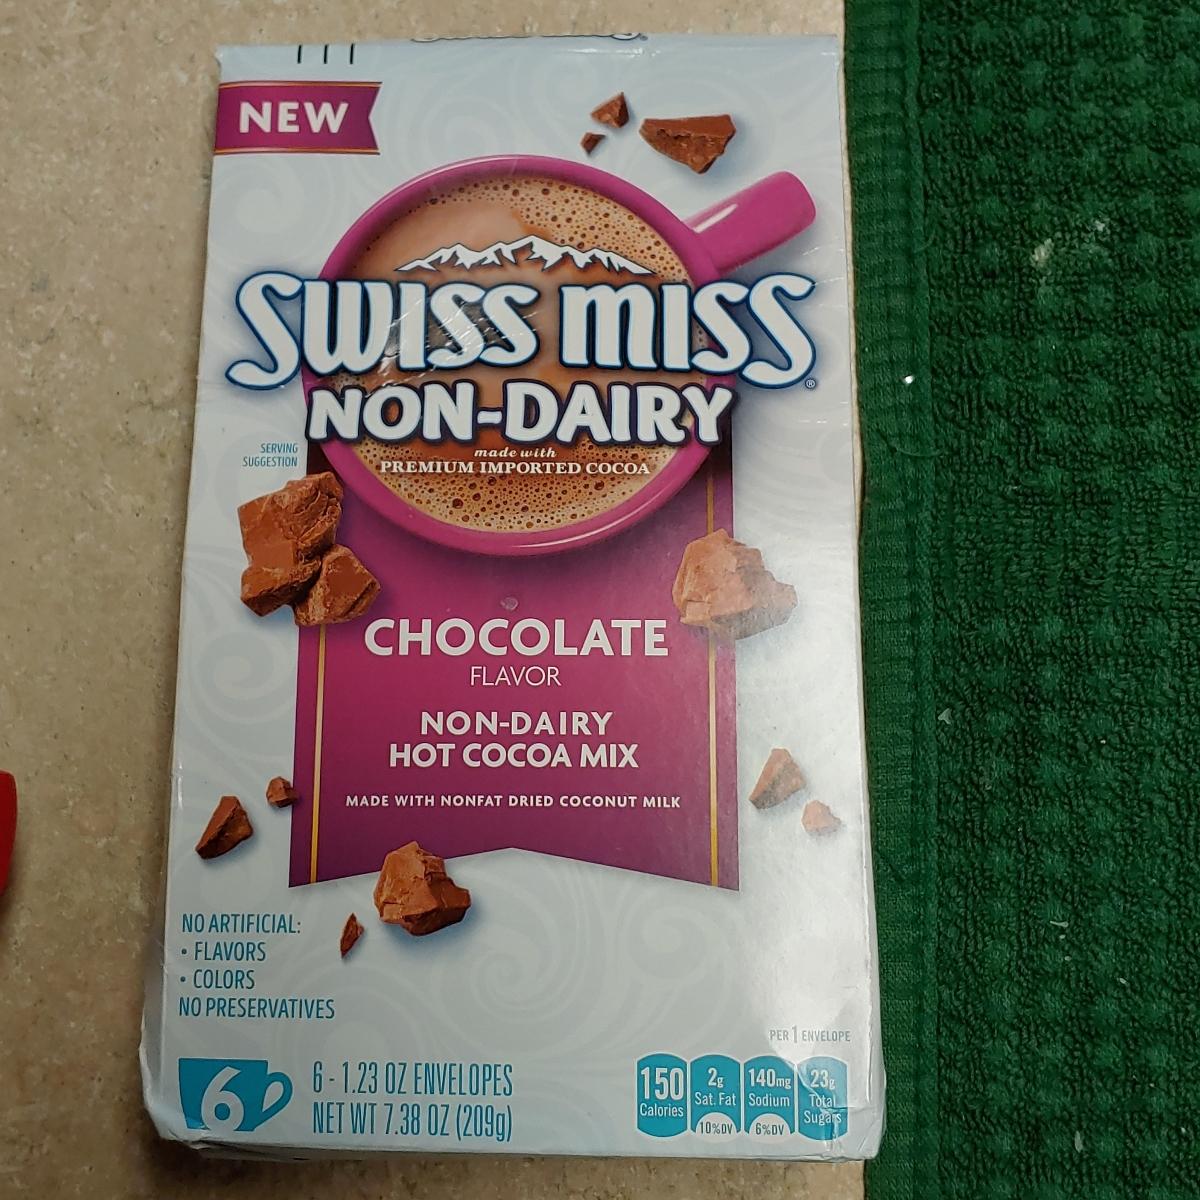 NEW
SWISS MISS®
NON-DAIRY
made with
PREMIUM IMPORTED COCOA
SERVING
SUGGESTION
CHOCOLATE
FLAVOR
NON-DAIRY
HOT COCOA MIX
MADE WITH NONFAT DRIED COCONUT MILK
NO ARTIFICIAL:
• FLAVORS
• COLORS
NO PRESERVATIVES
6
6 - 1.23 OZ ENVELOPES
NET WT 7.38 OZ (209g)
PER 1 ENVELOPE
150 Calories
2g Sat. Fat 10%DV
140mg Sodium 6%DV
23g Total Sugars